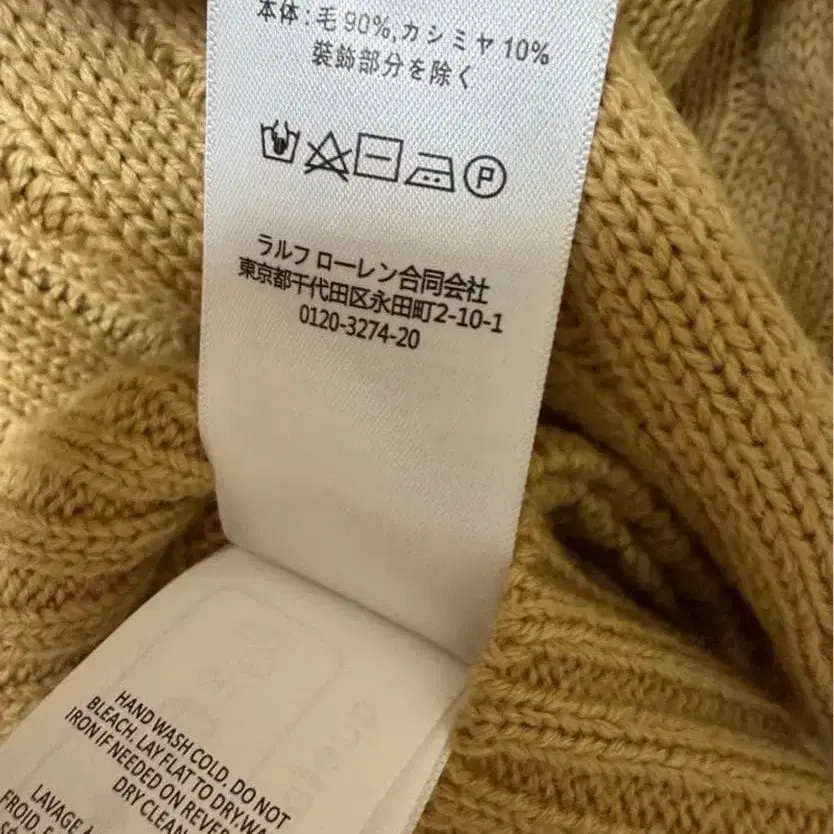 本体:毛 90%,カシミヤ 10%
装飾部分を除く
P
ラルフ ローレン合同会社
東京都千代田区永田町2-10-1
0120-3274-20
HAND WASH COLD, DO NOT
BLEACH, LAY FLAT TO DRY, WA
IRON IF NEEDED ON REVER
DRY CLEAN
LAVAGE A
FROID, E